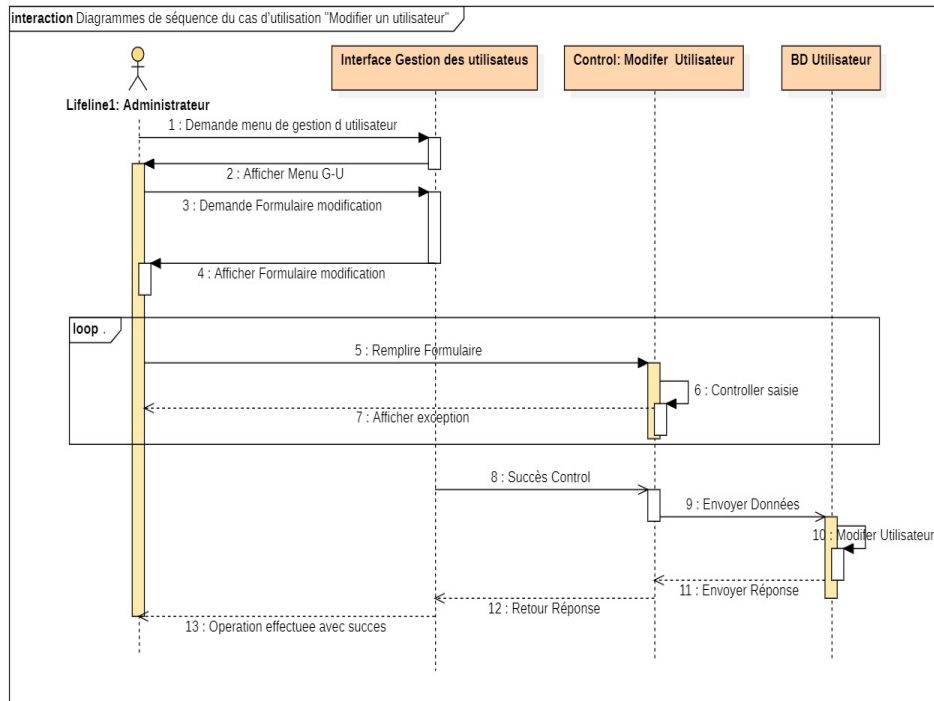 interaction Diagrammes de séquence du cas d'utilisation "Modifier un utilisateur"
Interface Gestion des utilisateus
Control: Modifer Utilisateur
BD Utilisateur
Lifeline1: Administrateur
1 : Demande menu de gestion d utilisateur
2 : Afficher Menu G-U
3 : Demande Formulaire modification
4 : Afficher Formulaire modification
loop .
5 : Remplire Formulaire
6 : Controller saisie
7 : Afficher exception
8 : Succès Control
9 : Envoyer Données
10 : Modifer Utilisateur
11 : Envoyer Réponse
12 : Retour Réponse
13 : Operation effectuee avec succes